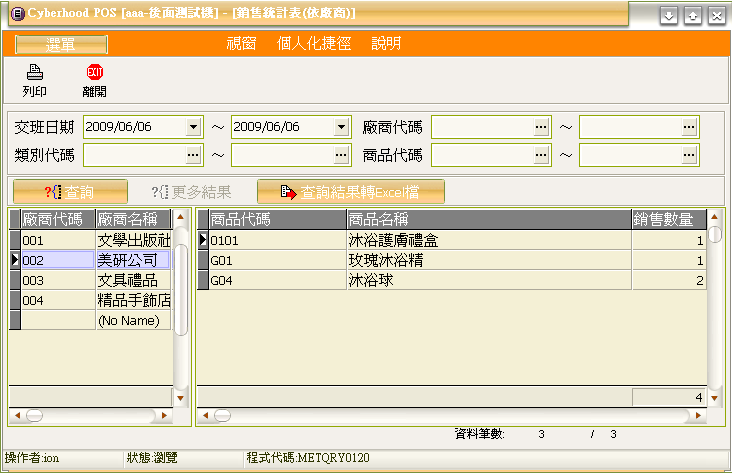 Cyberhood POS [aaa-後面測試機] - [銷售統計表(依廠商)]
選單 視窗 個人化捷徑 說明
列印 離開
交班日期 2009/06/06 ～ 2009/06/06 廠商代碼 ～
類別代碼 ～ 商品代碼 ～
查詢 更多結果 查詢結果轉Excel檔
廠商代碼 廠商名稱 商品代碼 商品名稱 銷售數量
001 文學出版社 0101 沐浴護膚禮盒 1
002 美研公司 G01 玫瑰沐浴精 1
003 文具禮品 G04 沐浴球 2
004 精品手飾店
(No Name)
4
資料筆數: 3 / 3
操作者:ion 狀態:瀏覽 程式代碼:METQRY0120